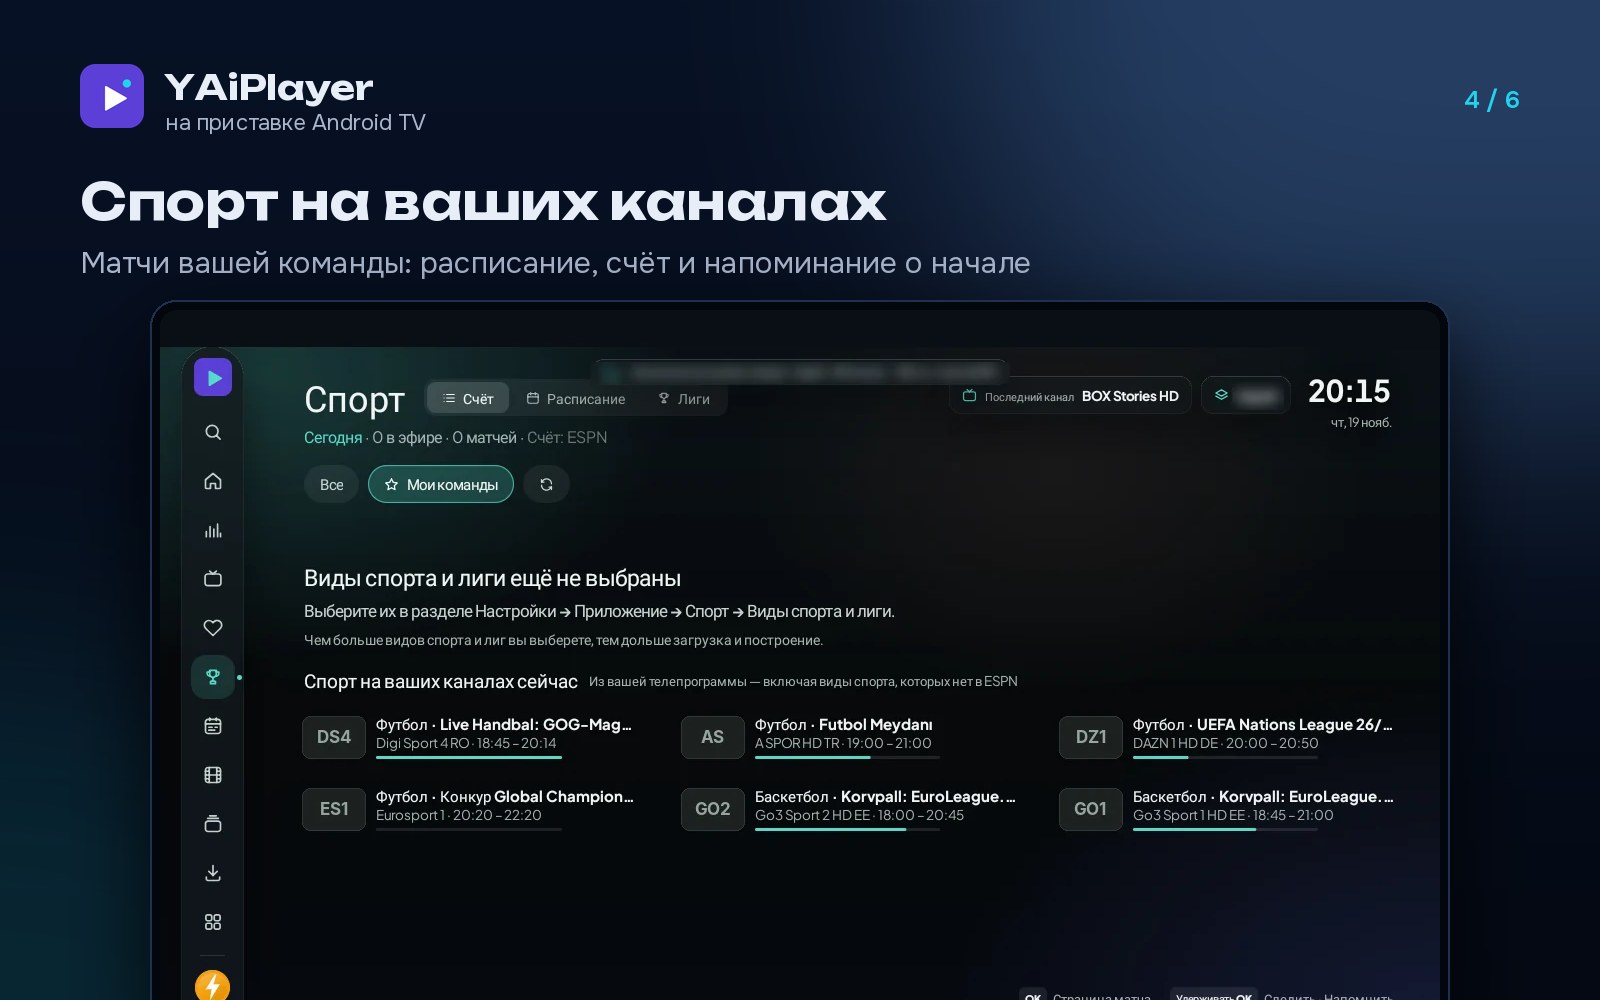 YAiPlayer
на приставке Android TV
4 / 6
Спорт на ваших каналах
Матчи вашей команды: расписание, счёт и напоминание о начале
Спорт
Счёт
Расписание
Лиги
Последний канал BOX Stories HD
20:15
чт, 19 нояб.
Сегодня · 0 в эфире · 0 матчей · Счёт: ESPN
Все
Мои команды
Виды спорта и лиги ещё не выбраны
Выберите их в разделе Настройки → Приложение → Спорт → Виды спорта и лиги.
Чем больше видов спорта и лиг вы выберете, тем дольше загрузка и построение.
Спорт на ваших каналах сейчас Из вашей телепрограммы — включая виды спорта, которых нет в ESPN
DS4
Футбол · Live Handbal: GOG-Mag...
Digi Sport 4 RO · 18:45 – 20:14
AS
Футбол · Futbol Meydanı
A SPOR HD TR · 19:00 – 21:00
DZ1
Футбол · UEFA Nations League 26/...
DAZN 1 HD DE · 20:00 – 20:50
ES1
Футбол · Конкур Global Champion...
Eurosport 1 · 20:20 – 22:20
GO2
Баскетбол · Korvpall: EuroLeague. ...
Go3 Sport 2 HD EE · 18:00 – 20:45
GO1
Баскетбол · Korvpall: EuroLeague. ...
Go3 Sport 1 HD EE · 18:45 – 21:00
OK Страница матча Удерживать OK Следить · Напомнить